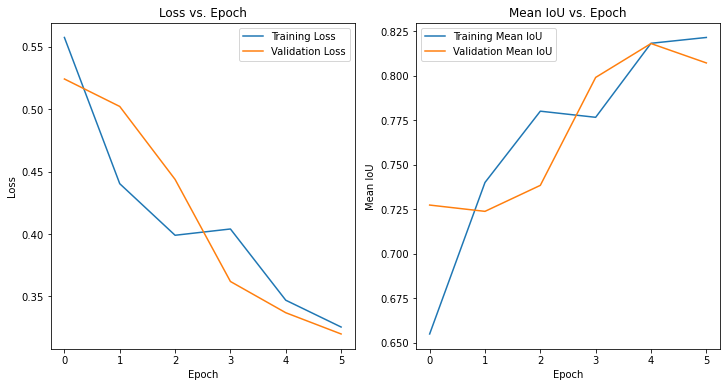 Loss vs. Epoch
Training Loss
Validation Loss
0.55
0.50
0.45
0.40
0.35
Loss
0 1 2 3 4 5
Epoch
Mean IoU vs. Epoch
Training Mean IoU
Validation Mean IoU
0.825
0.800
0.775
0.750
0.725
0.700
0.675
0.650
Mean IoU
0 1 2 3 4 5
Epoch